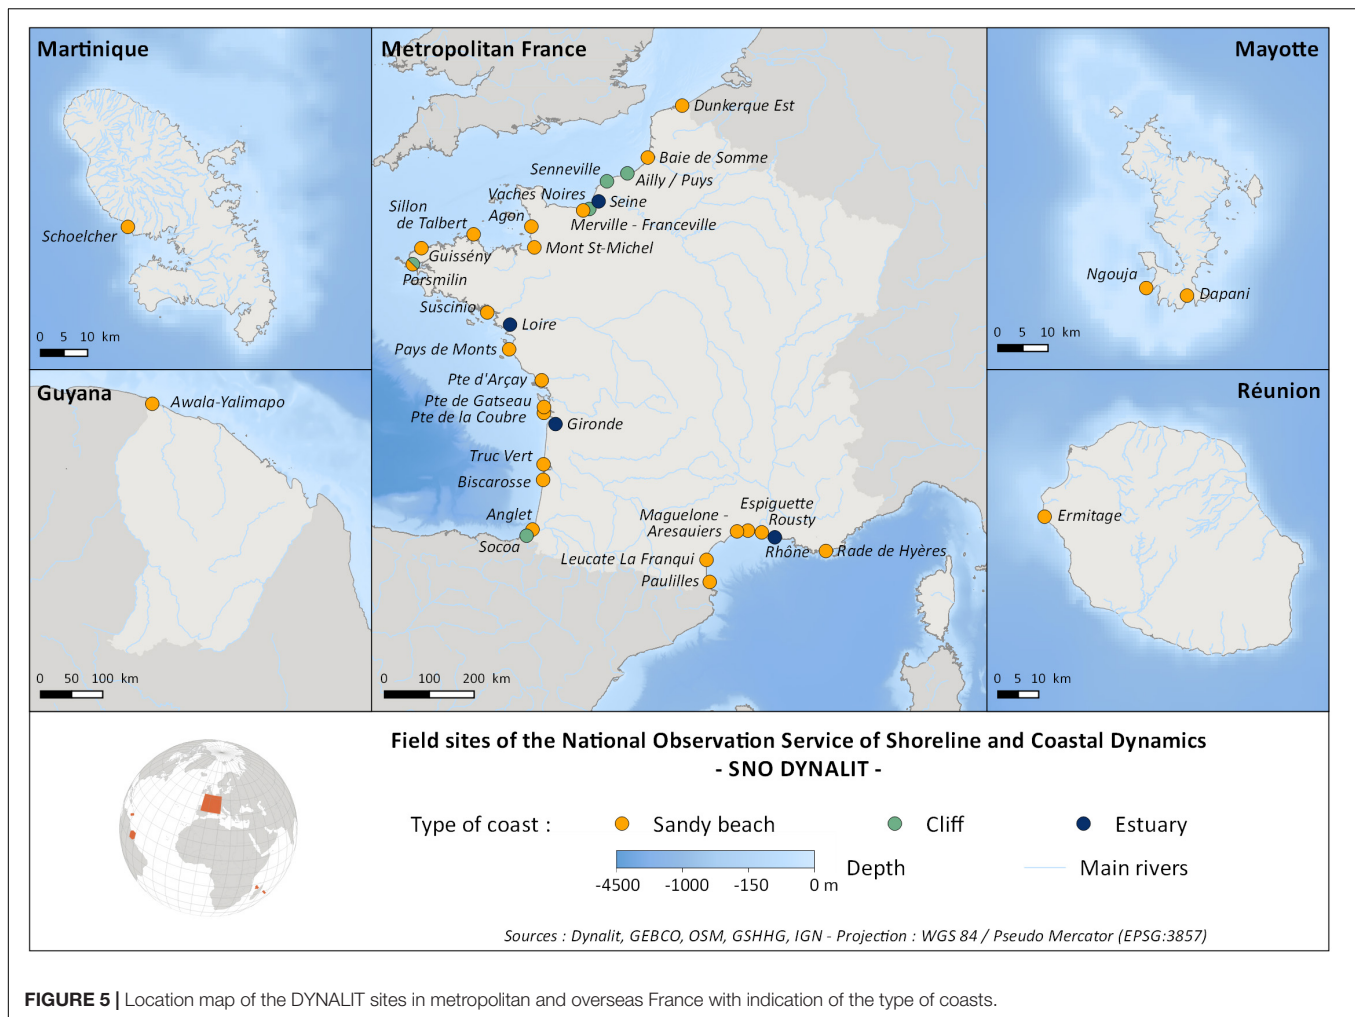 Martinique
Schoelcher
0 5 10 km
Metropolitan France
Dunkerque Est
Baie de Somme
Senneville
Ailly / Puys
Vaches Noires
Seine
Sillon
de Talbert
Agon
Merville - Franceville
Guissény
Mont St-Michel
Porsmilin
Suscinio
Loire
Pays de Monts
Pte d'Arçay
Pte de Gatseau
Pte de la Coubre
Gironde
Truc Vert
Biscarosse
Anglet
Socoa
Espiguette
Maguelone -
Aresquiers
Rousty
Rhône
Rade de Hyères
Leucate La Franqui
Paulilles
0 100 200 km
Mayotte
Ngouja
Dapani
0 5 10 km
Guyana
Awala-Yalimapo
0 50 100 km
Réunion
Ermitage
0 5 10 km
Field sites of the National Observation Service of Shoreline and Coastal Dynamics
- SNO DYNALIT -
Type of coast : Sandy beach Cliff Estuary
Depth Main rivers
-4500 -1000 -150 0 m
Sources : Dynalit, GEBCO, OSM, GSHHG, IGN - Projection : WGS 84 / Pseudo Mercator (EPSG:3857)
FIGURE 5 | Location map of the DYNALIT sites in metropolitan and overseas France with indication of the type of coasts.